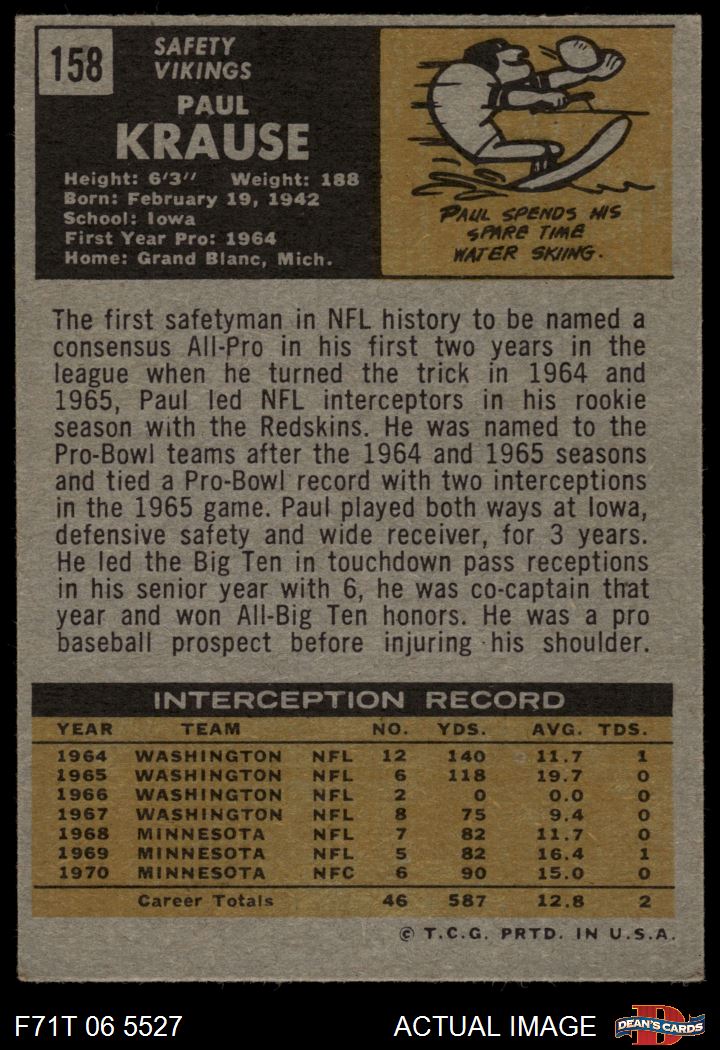 158
SAFETY
VIKINGS
PAUL
KRAUSE
Height: 6'3" Weight: 188
Born: February 19, 1942
School: Iowa
First Year Pro: 1964
Home: Grand Blanc, Mich.
PAUL SPENDS HIS
SPARE TIME
WATER SKIING.
The first safetyman in NFL history to be named a
consensus All-Pro in his first two years in the
league when he turned the trick in 1964 and
1965, Paul led NFL interceptors in his rookie
season with the Redskins. He was named to the
Pro-Bowl teams after the 1964 and 1965 seasons
and tied a Pro-Bowl record with two interceptions
in the 1965 game. Paul played both ways at Iowa,
defensive safety and wide receiver, for 3 years.
He led the Big Ten in touchdown pass receptions
in his senior year with 6, he was co-captain that
year and won All-Big Ten honors. He was a pro
baseball prospect before injuring his shoulder.
INTERCEPTION RECORD
YEAR TEAM NO. YDS. AVG. TDS.
1964 WASHINGTON NFL 12 140 11.7 1
1965 WASHINGTON NFL 6 118 19.7 0
1966 WASHINGTON NFL 2 0 0.0 0
1967 WASHINGTON NFL 8 75 9.4 0
1968 MINNESOTA NFL 7 82 11.7 0
1969 MINNESOTA NFL 5 82 16.4 1
1970 MINNESOTA NFC 6 90 15.0 0
Career Totals 46 587 12.8 2
© T.C.G. PRTD. IN U.S.A.
F71T 06 5527 ACTUAL IMAGE DEAN'S CARDS